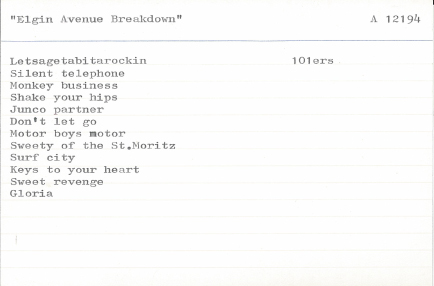 "Elgin Avenue Breakdown" A 12194
Letsagetabitarockin 101ers
Silent telephone
Monkey business
Shake your hips
Junco partner
Don't let go
Motor boys motor
Sweety of the St.Moritz
Surf city
Keys to your heart
Sweet revenge
Gloria